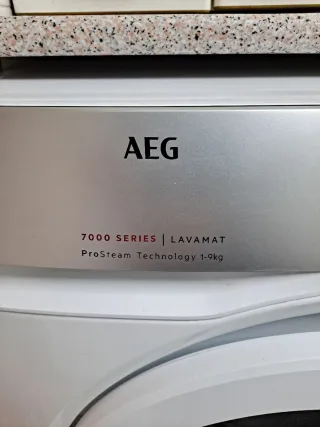 AEG
7000 SERIES | LAVAMAT
ProSteam Technology 1-9kg